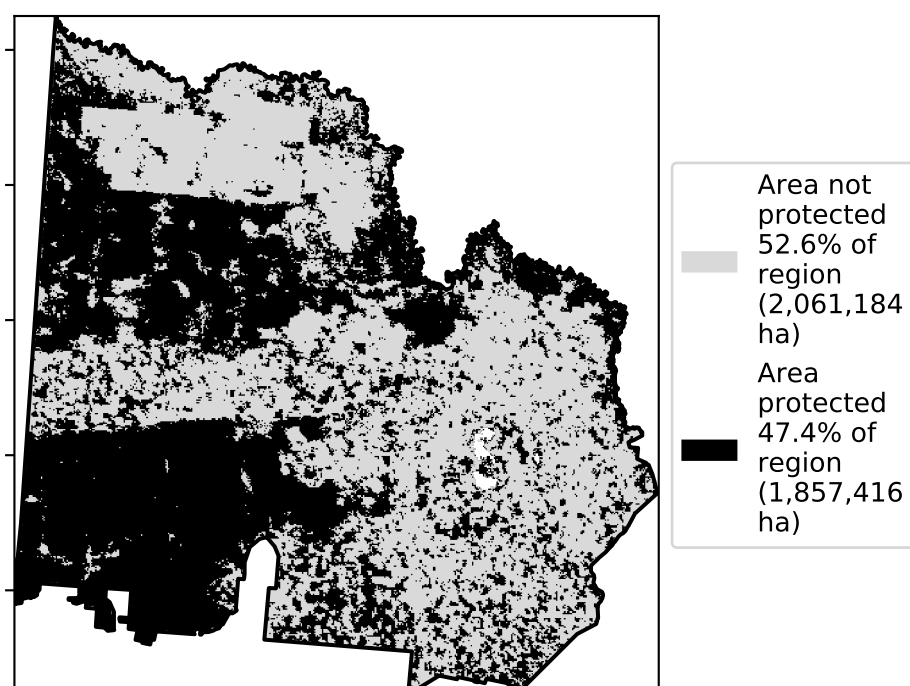 Area not
protected
52.6% of
region
(2,061,184
ha)
Area
protected
47.4% of
region
(1,857,416
ha)